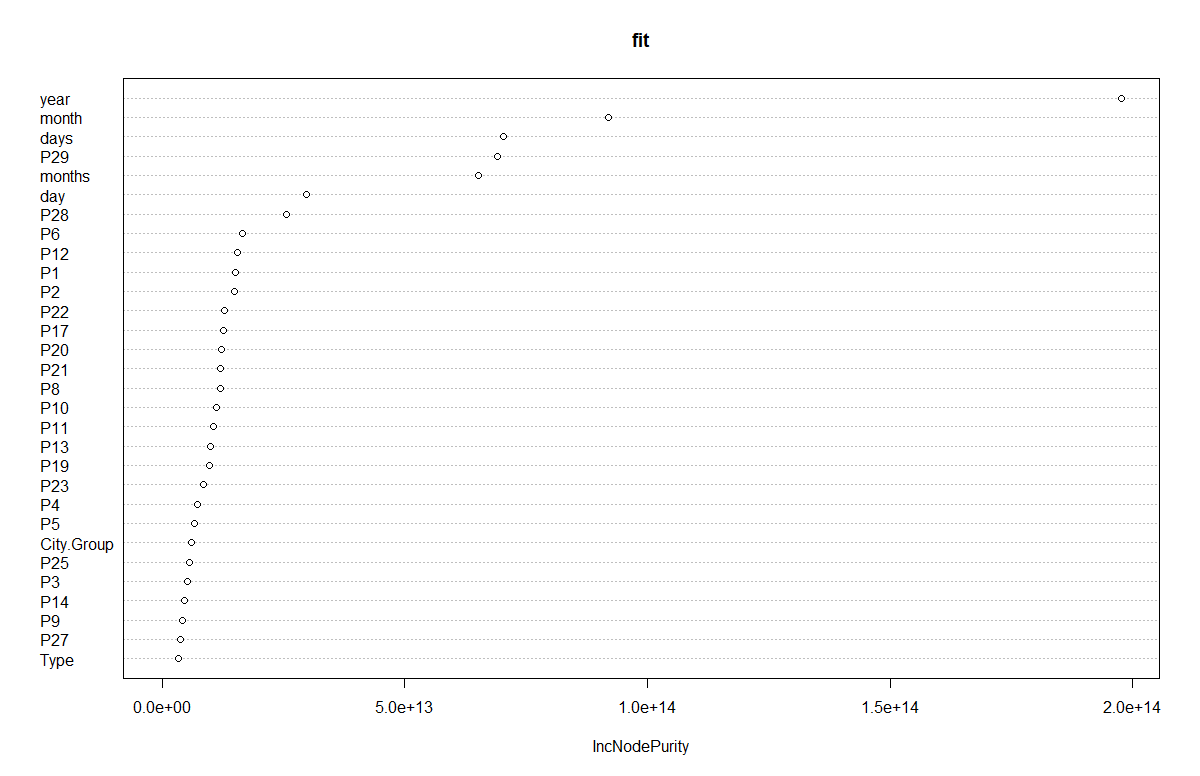 fit
year
month
days
P29
months
day
P28
P6
P12
P1
P2
P22
P17
P20
P21
P8
P10
P11
P13
P19
P23
P4
P5
City.Group
P25
P3
P14
P9
P27
Type
0.0e+00 5.0e+13 1.0e+14 1.5e+14 2.0e+14
IncNodePurity